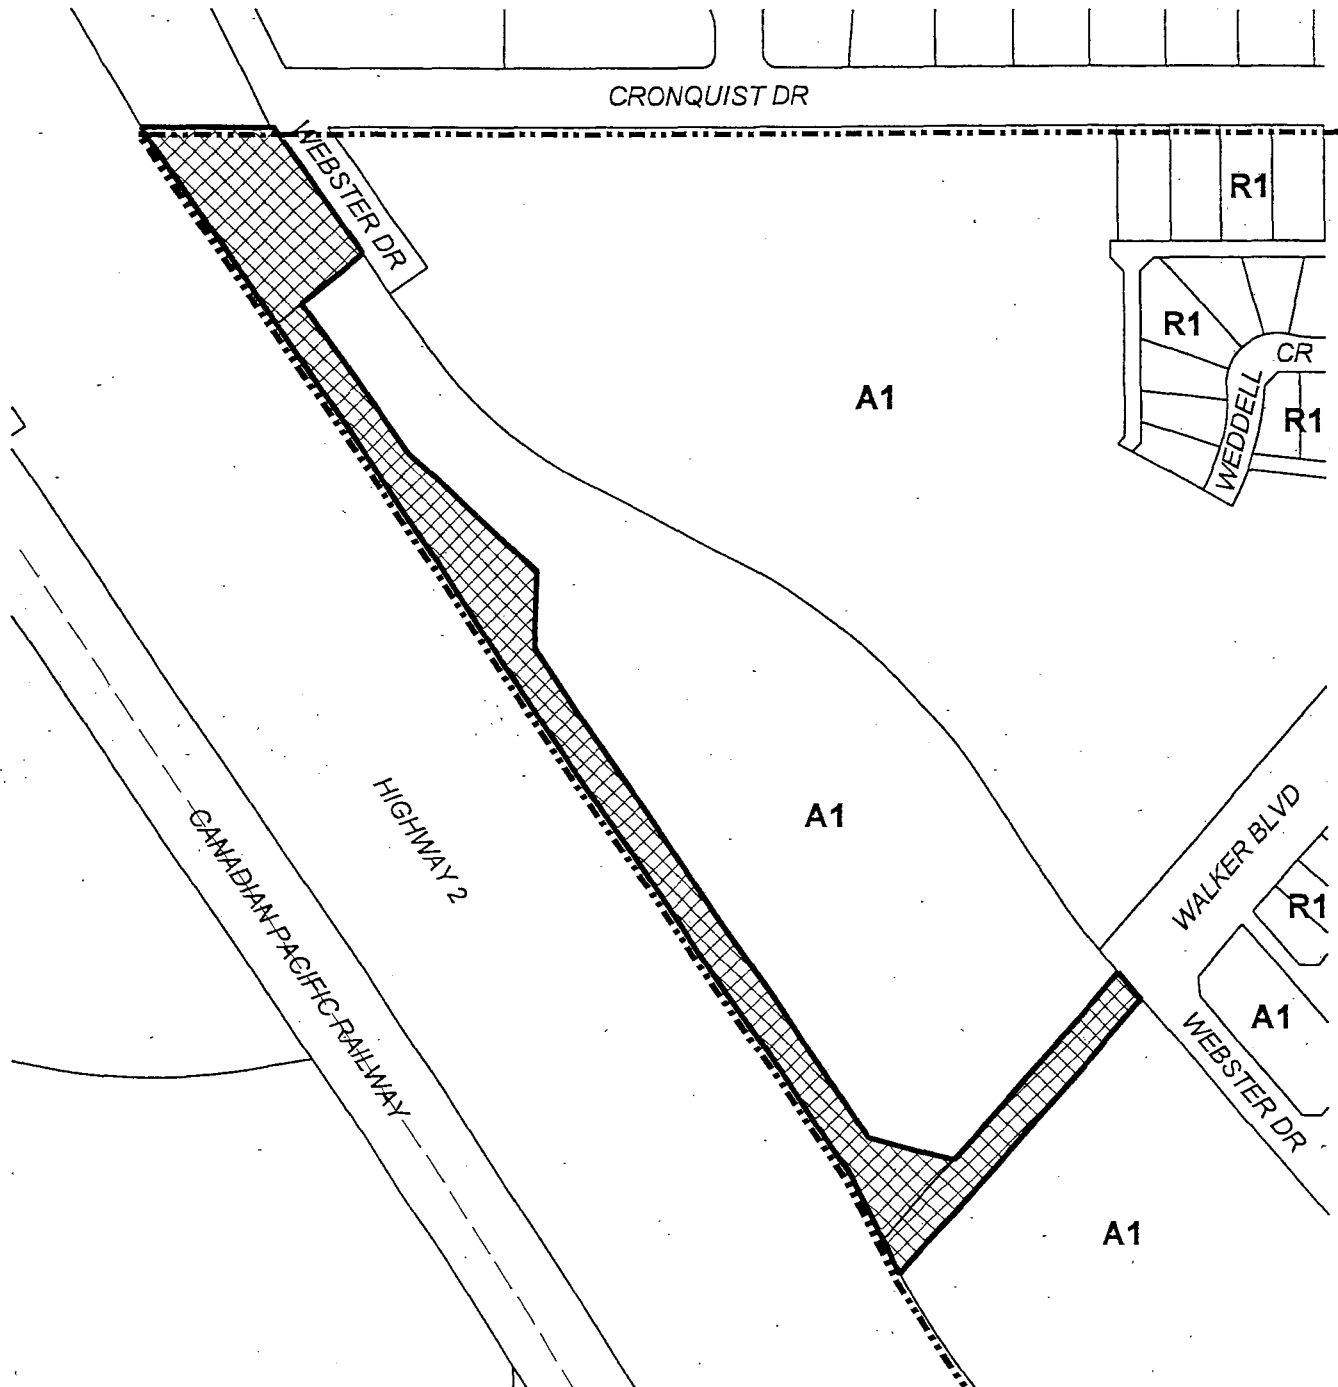 CRONQUIST DR
WEBSTER DR
R1
R1
CR
WEDDELL
R1
A1
A1
HIGHWAY 2
CANADIAN PACIFIC RAILWAY
WALKER BLVD
R1
A1
WEBSTER DR
A1